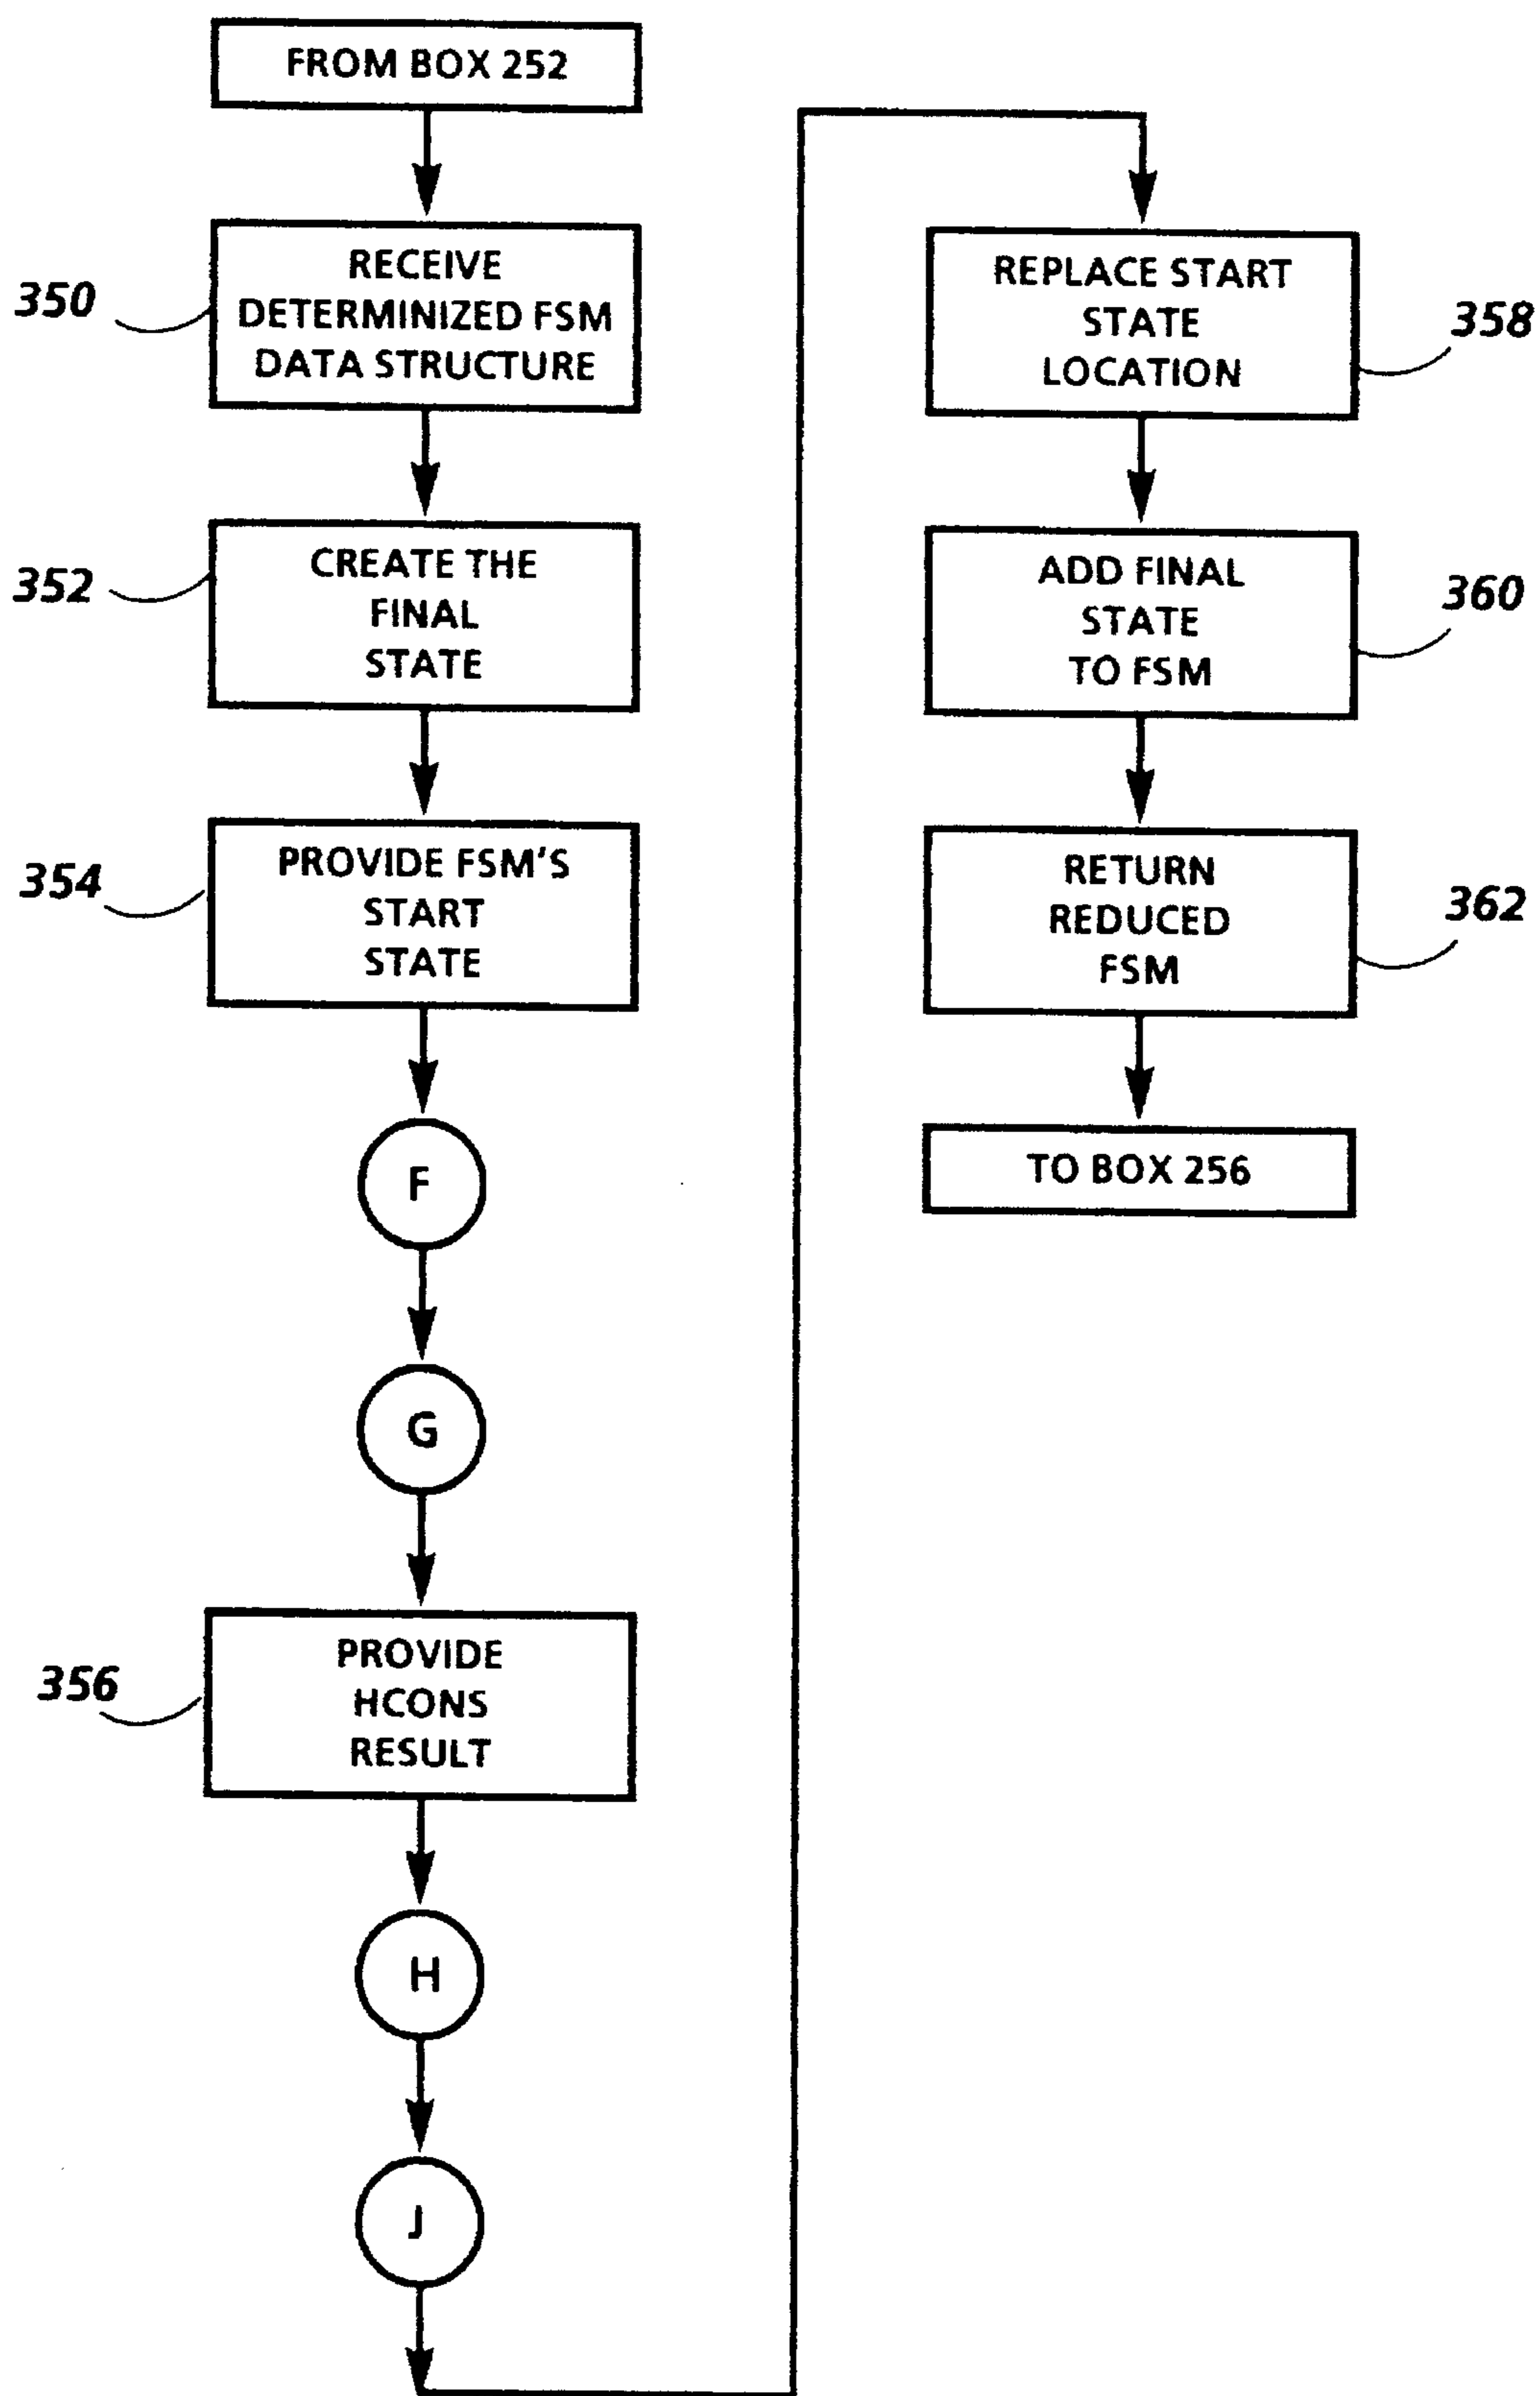 FROM BOX 252
350
RECEIVE
DETERMINIZED FSM
DATA STRUCTURE
352
CREATE THE
FINAL
STATE
354
PROVIDE FSM'S
START
STATE
F
G
356
PROVIDE
HCONS
RESULT
H
J
REPLACE START
STATE
LOCATION
358
ADD FINAL
STATE
TO FSM
360
RETURN
REDUCED
FSM
362
TO BOX 256